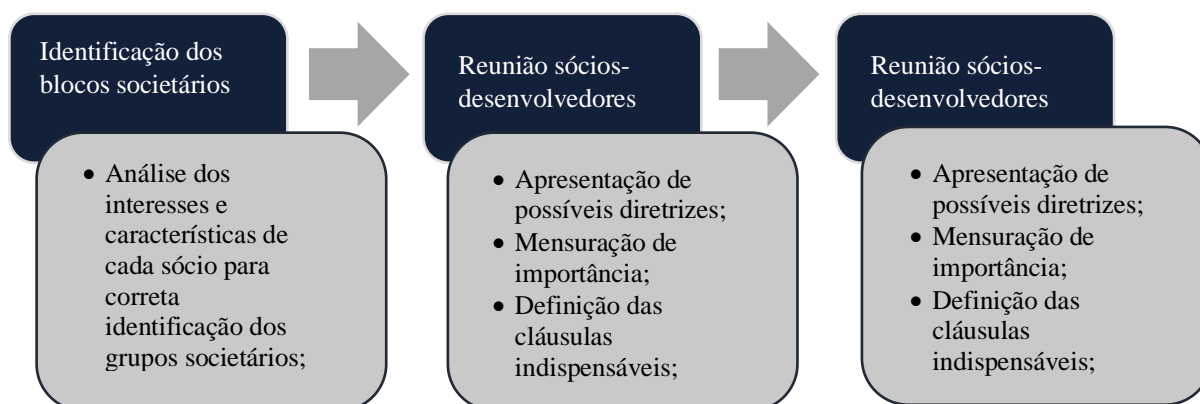 Identificação dos
blocos societários
• Análise dos
interesses e
características de
cada sócio para
correta
identificação dos
grupos societários;
Reunião sócios-
desenvolvedores
• Apresentação de
possíveis diretrizes;
• Mensuração de
importância;
• Definição das
cláusulas
indispensáveis;
Reunião sócios-
desenvolvedores
• Apresentação de
possíveis diretrizes;
• Mensuração de
importância;
• Definição das
cláusulas
indispensáveis;